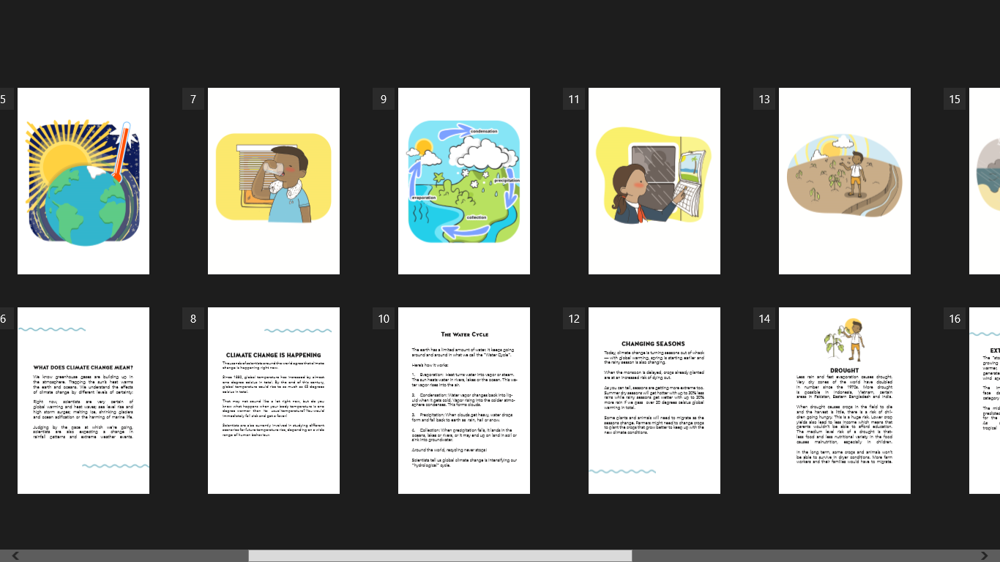 5
7
9
11
13
15
condensation
precipitation
evaporation
collection
6
8
10
12
14
16
WHAT DOES CLIMATE CHANGE MEAN?
We know greenhouse gases are building up in
the atmosphere. Trapping the sun's heat warms
the earth and oceans. We understand the effects
of climate change by different levels of certainty:
Right now, scientists are very certain of
global warming and heat waves; sea level rise and
high storm surges; melting ice, shrinking glaciers
and ocean acidification or the harming of marine life.
Judging by the pace at which we're going,
scientists are also expecting a change in
rainfall patterns and extreme weather events.
CLIMATE CHANGE IS HAPPENING
Thousands of scientists around the world agree that climate
change is happening right now.
Since 1880, global temperature has increased by almost
one degree celsius in total. By the end of this century,
global temperature could rise to as much as
celsius in total.
That may not sound like a lot right now, but do you
know what happens when your body temperature is one
degree warmer than its usual temperature? You would
immediately fall sick and get a fever!
Scientists are also currently involved in studying different
scenarios for future temperature rise, depending on a wide
range of human behaviour.
THE WATER CYCLE
The earth has a limited amount of water. It keeps going
around and around in what we call the "Water Cycle".
Here's how it works:
1. Evaporation: Heat turns water into vapor or steam.
The sun heats water in rivers, lakes or the ocean. This wa-
ter vapor rises into the air.
2. Condensation: Water vapor changes back into liq-
uid when it gets cold. Vapor rising into the colder atmo-
sphere condenses. This forms clouds.
3. Precipitation: When clouds get heavy, water drops
form and fall back to earth as rain, hail or snow.
4. Collection: When precipitation falls, it lands in the
oceans, lakes or rivers, or it may end up on land in soil or
sink into groundwater.
Around the world, recycling never stops!
Scientists tell us global climate change is intensifying our
"hydrological" cycle.
CHANGING SEASONS
Today, climate change is turning seasons out of whack
— with global warming, spring is starting earlier and
the rainy season is also changing.
When the monsoon is delayed, crops already planted
are at an increased risk of dying out.
As you can tell, seasons are getting more extreme too.
Summer dry seasons will get hotter with up to 30% less
rains while rainy seasons get wetter with up to 30%
more rain if we gass over 20 degrees celsius global
warming in total.
Some plants and animals will need to migrate as the
seasons change. Farmers might need to change crops
to plant the crops that grow better to keep up with the
new climate conditions.
DROUGHT
Less rain and fast evaporation causes drought.
Very dry zones of the world have doubled
in number since the 1970s. More drought
is possible in Indonesia, Vietnam, certain
areas in Pakistan, Eastern Bangladesh and India.
When drought causes crops in the field to die
and the harvest is little, there is a risk of chil-
dren going hungry. This is a huge risk. Lower crop
yields also lead to less income which means that
parents wouldn't be able to afford education.
The medium level risk of a drought is that-
less food and less nutritional variety in the food
causes malnutrition, especially in children.
In the long term, some crops and animals won't
be able to survive in dryer conditions. More farm
workers and their families would have to migrate.
EXT
The "sto
growing
warmer,
generate
wind spe
The im
face da
category
The mid
predicted
for the
As
tropical